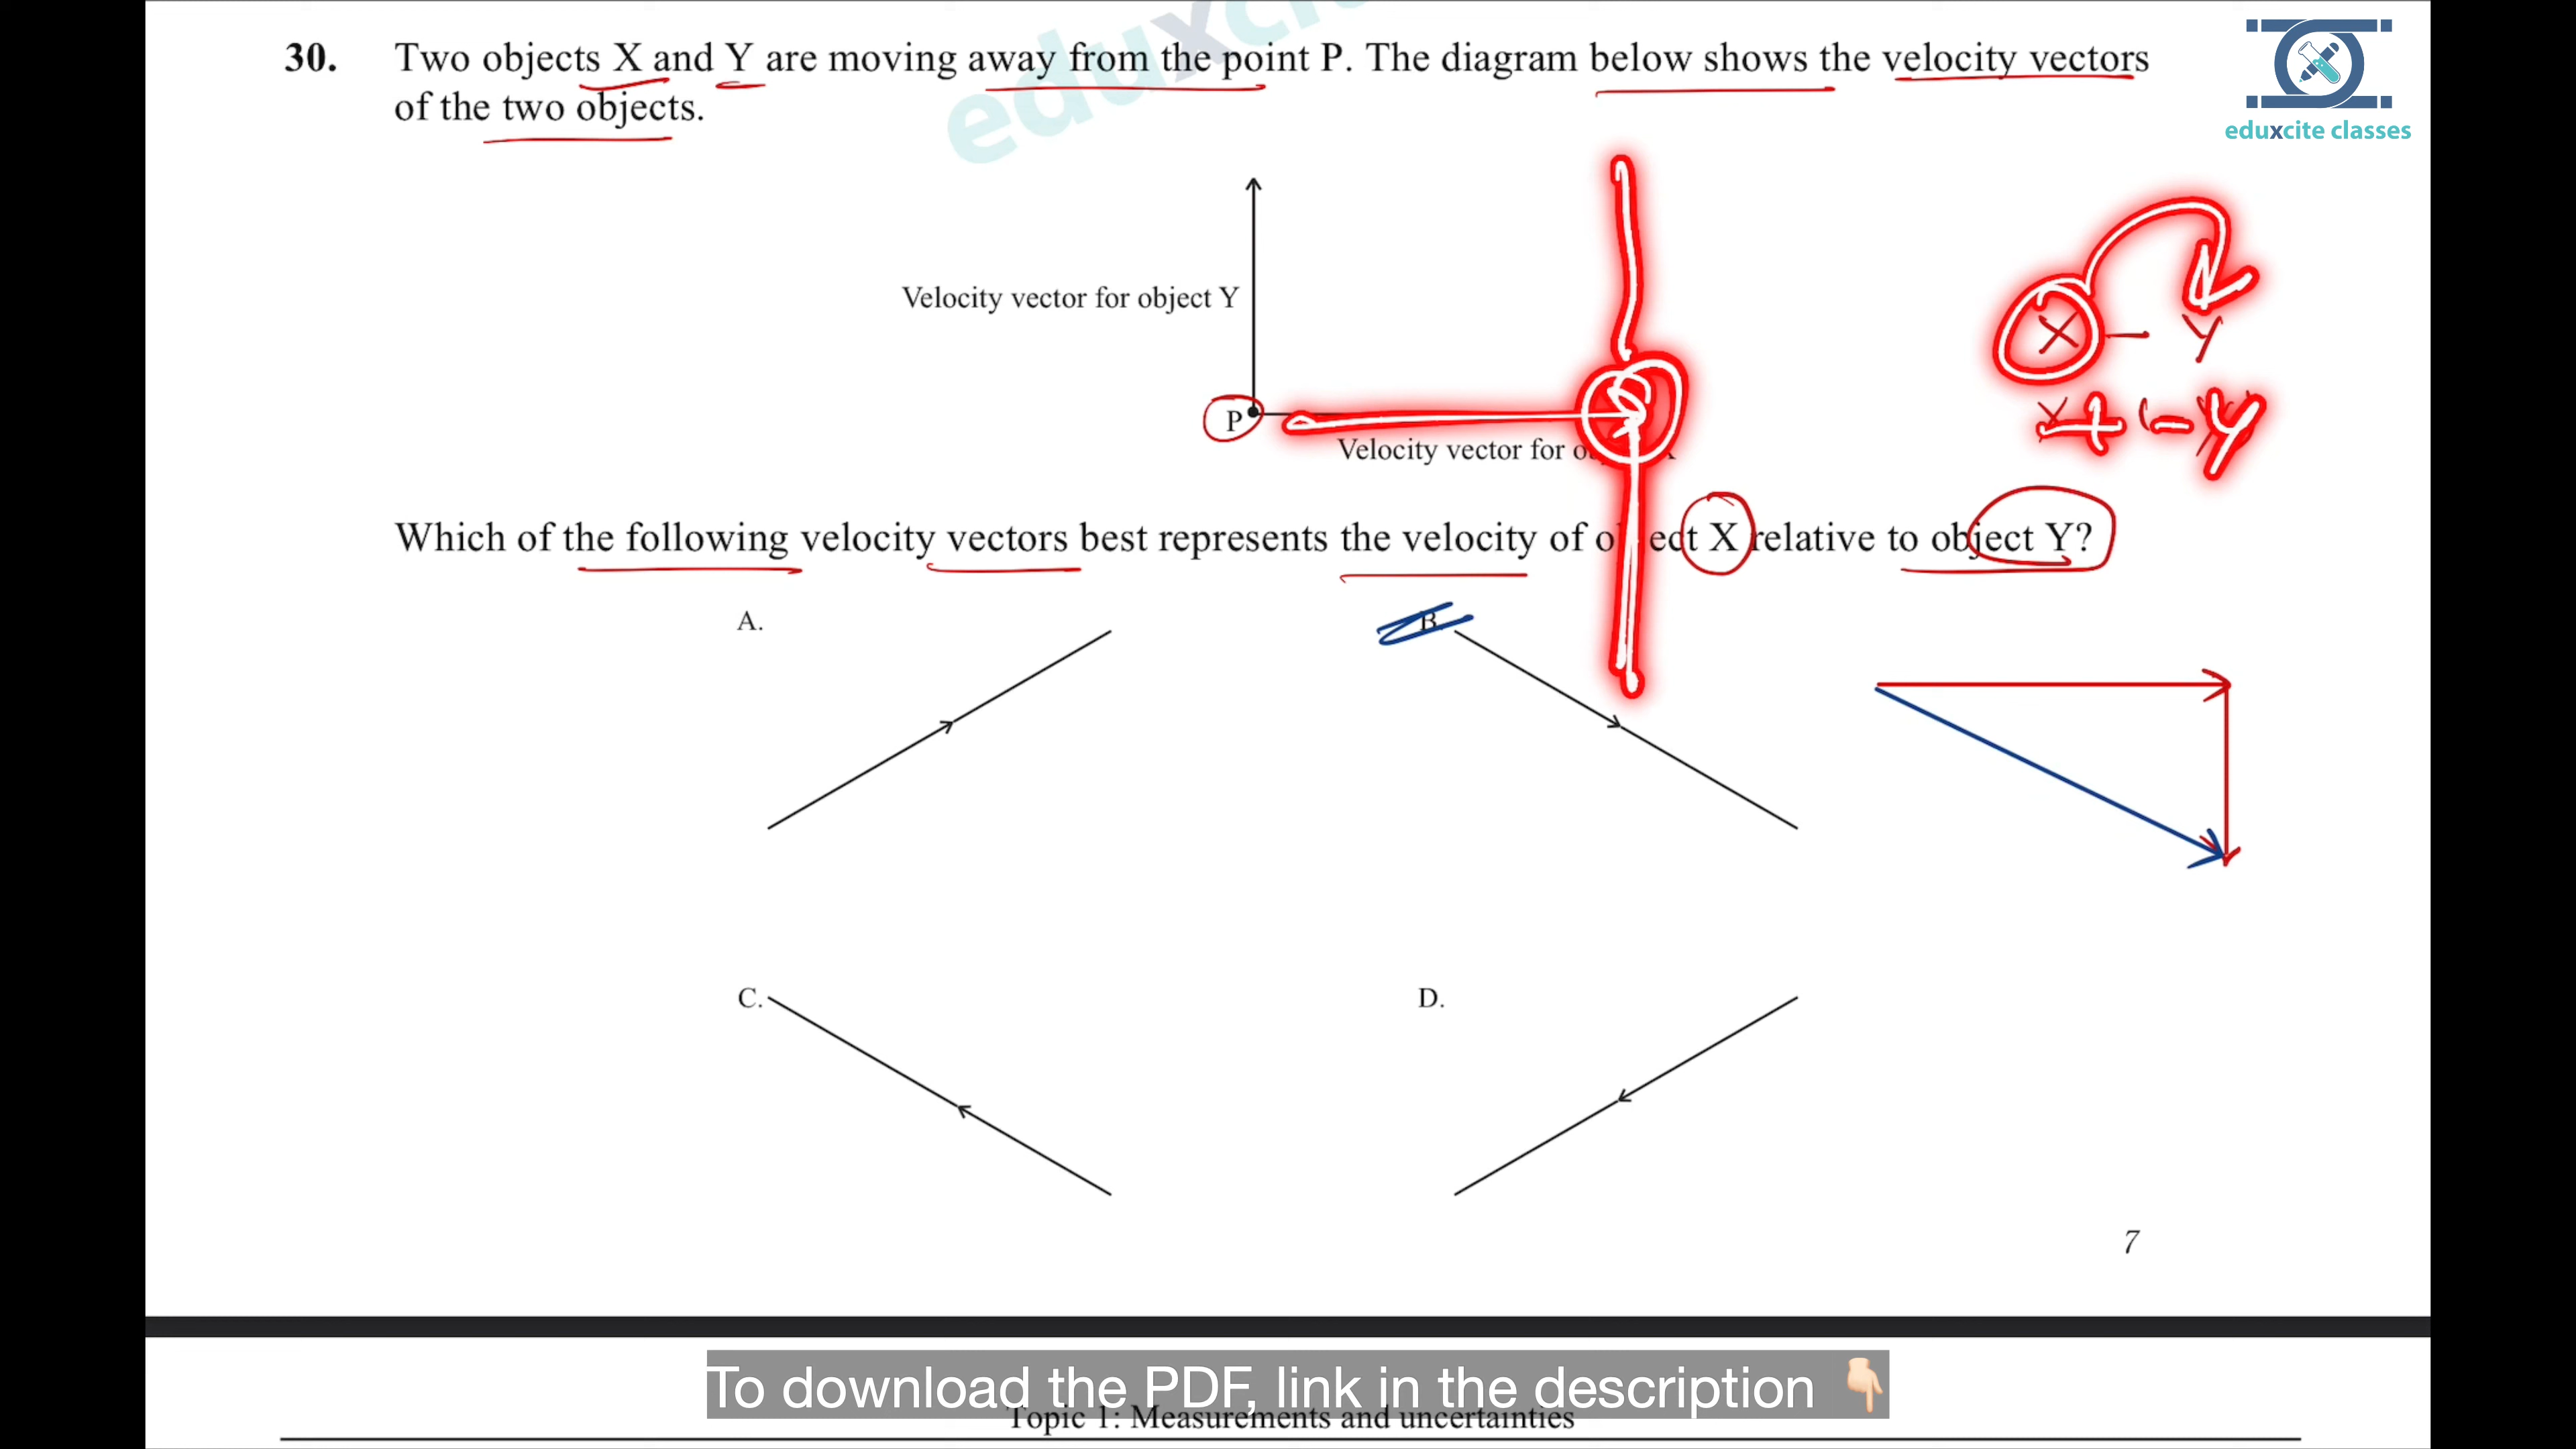 eduxcite
30. Two objects X and Y are moving away from the point P. The diagram below shows the velocity vectors
of the two objects.
eduxcite classes
Velocity vector for object Y
X - Y
P
X + (-Y
Velocity vector for
Which of the following velocity vectors best represents the velocity of object X relative to object Y?
A.
B.
C.
D.
7
To download the PDF, link in the description 👇🏻
Topic 1: Measurements and uncertainties